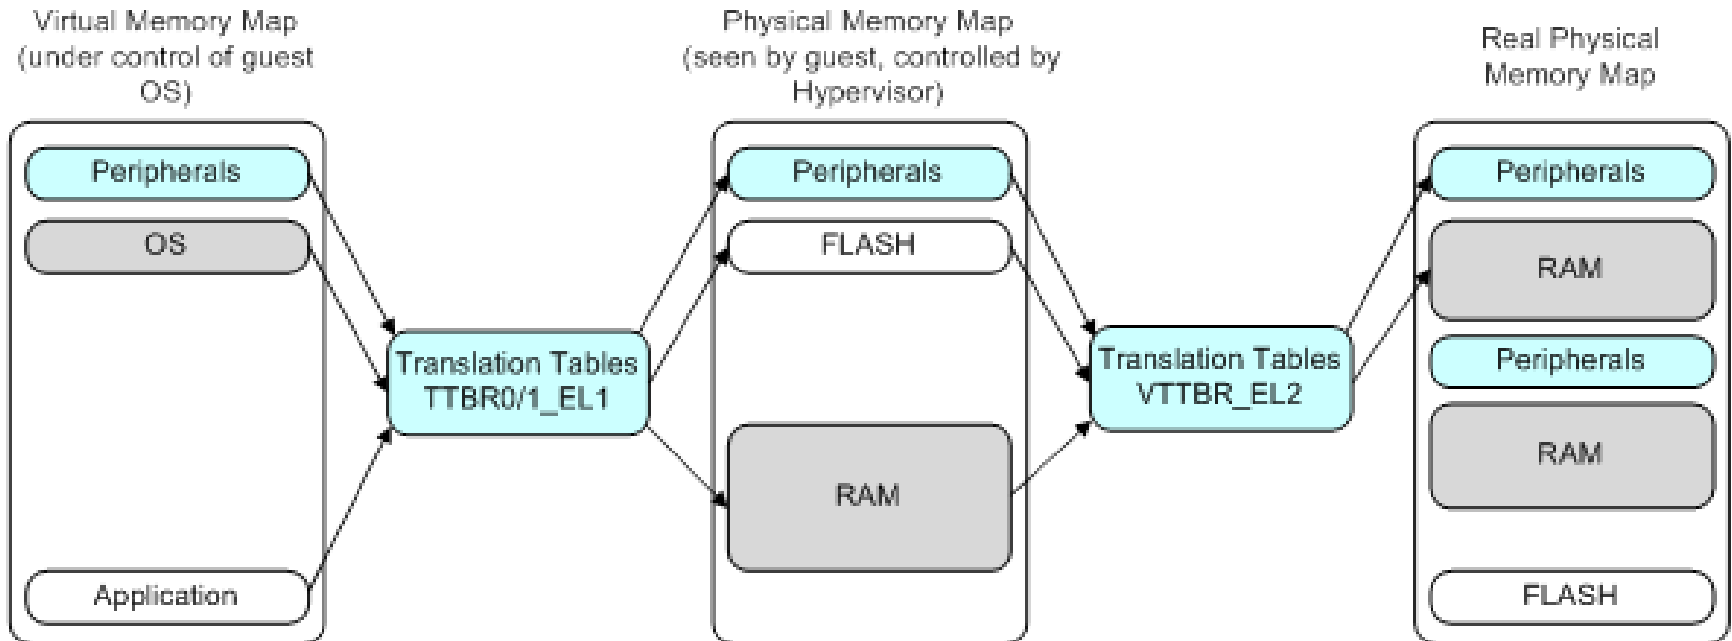 Virtual Memory Map
(under control of guest
OS)
Peripherals
OS
Application
Translation Tables
TTBR0/1_EL1
Physical Memory Map
(seen by guest, controlled by
Hypervisor)
Peripherals
FLASH
RAM
Translation Tables
VTTBR_EL2
Real Physical
Memory Map
Peripherals
RAM
Peripherals
RAM
FLASH